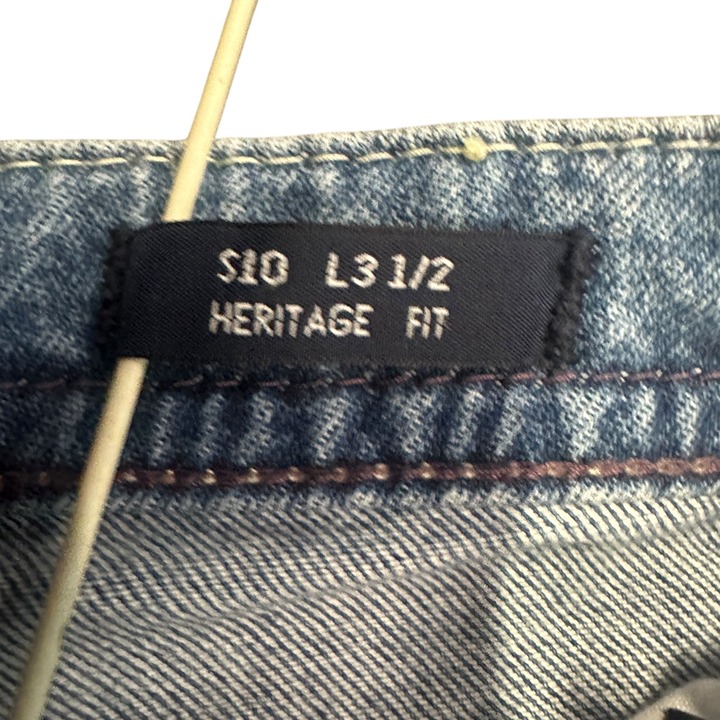 S10 L3 1/2
HERITAGE FIT